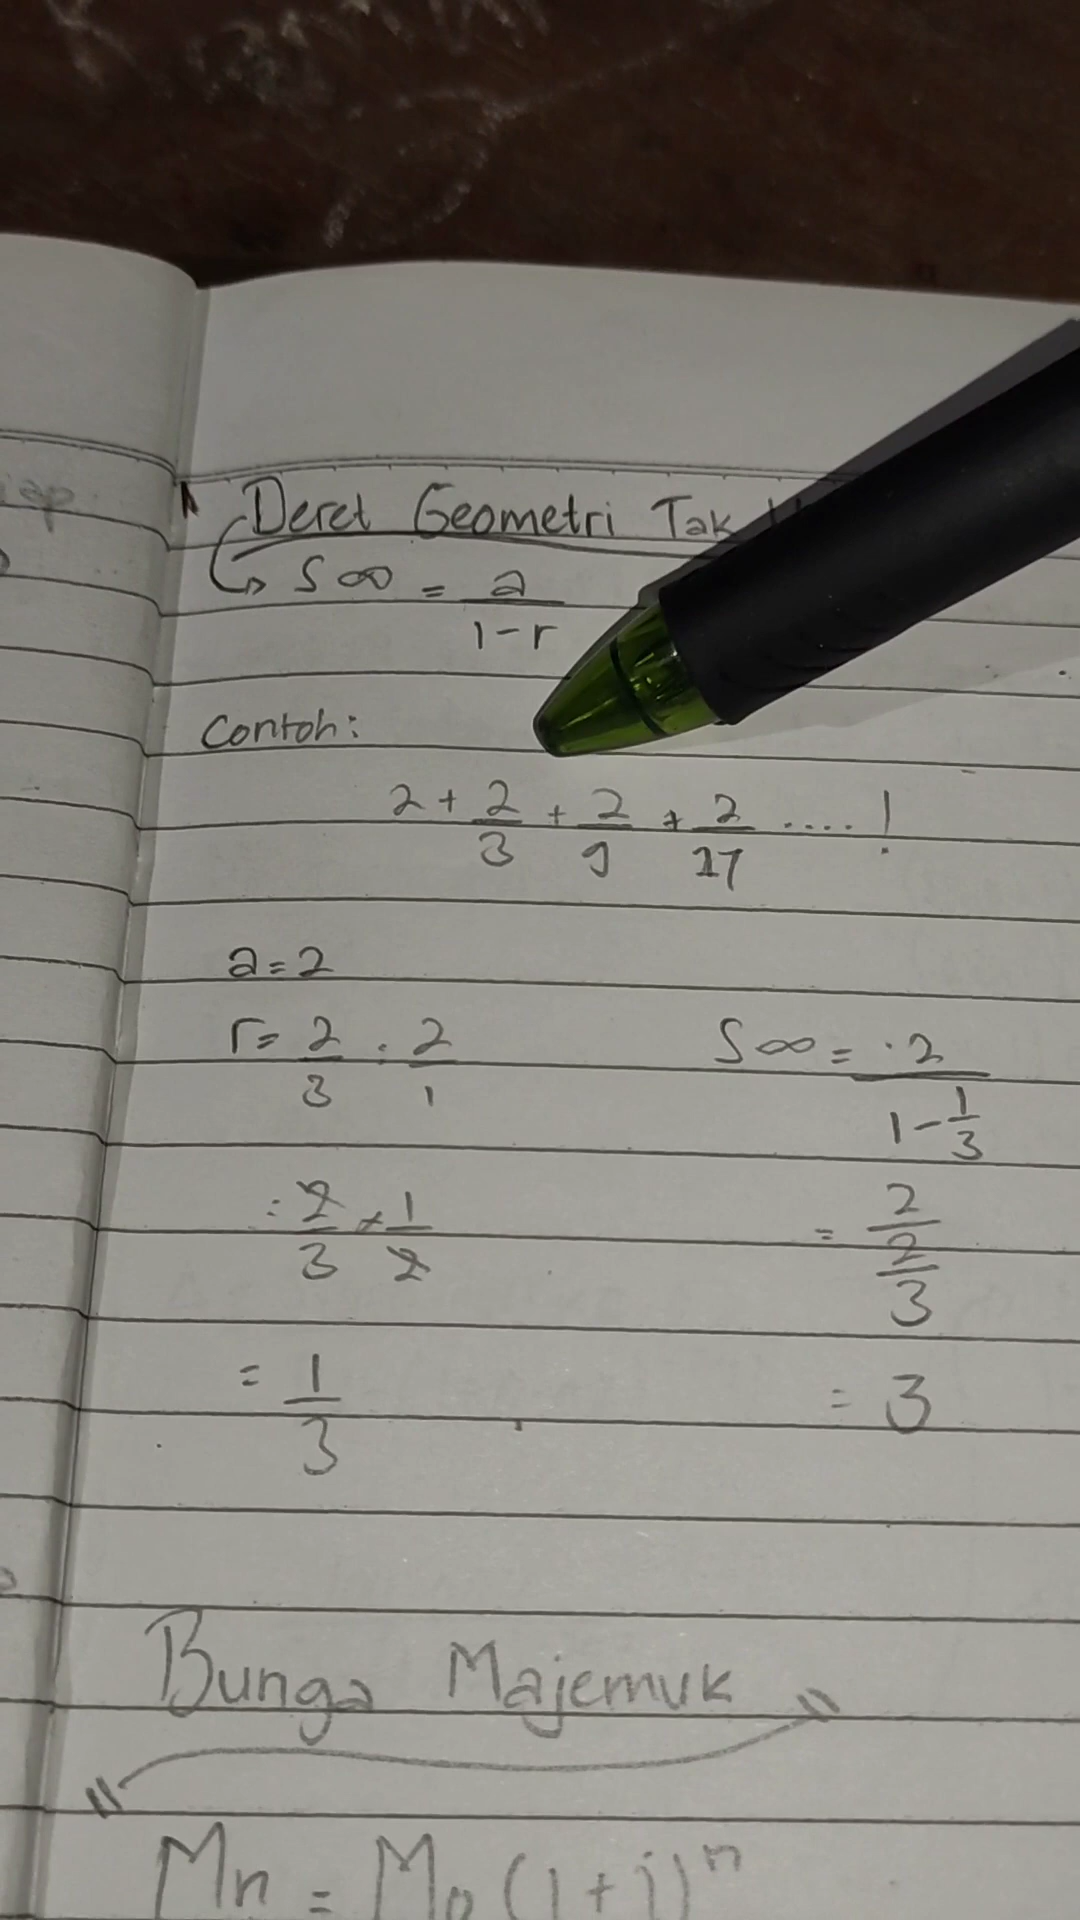 Deret Geometri Tak
S∞ = a/(1-r)
Contoh:
2 + 2/3 + 2/9 + 2/27 .... !
a = 2
r = 2/3 : 2/1
S∞ = 2/(1 - 1/3)
= 2/3 × 1/2
= 2/(2/3)
= 1/3
= 3
Bunga Majemuk
Mn = Mo (1+i)^n